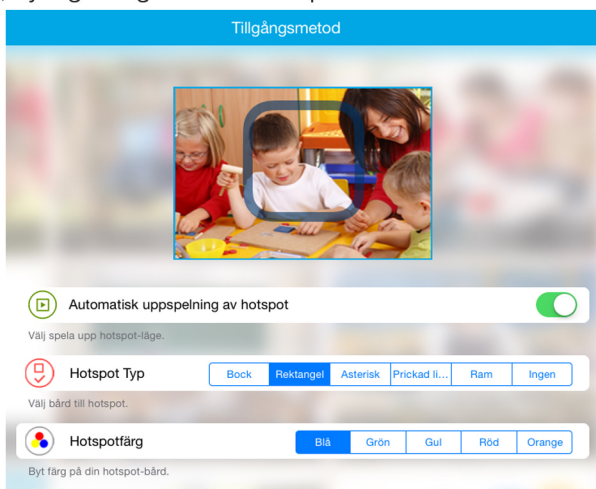 Tillgångsmetod
Automatisk uppspelning av hotspot
Välj spela upp hotspot-läge.
Hotspot Typ
Bock Rektangel Asterisk Prickad li... Ram Ingen
Välj bård till hotspot.
Hotspotfärg
Blå Grön Gul Röd Orange
Byt färg på din hotspot-bård.